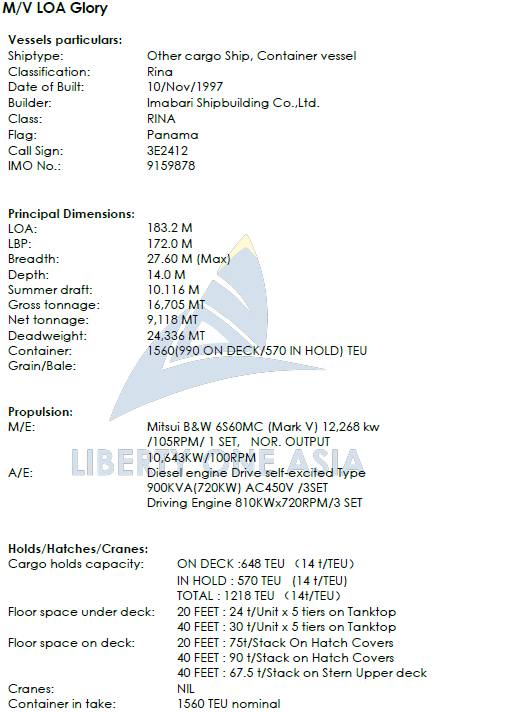 M/V LOA Glory
Vessels particulars:
Shiptype: Other cargo Ship, Container vessel
Classification: Rina
Date of Built: 10/Nov/1997
Builder: Imabari Shipbuilding Co.,Ltd.
Class: RINA
Flag: Panama
Call Sign: 3E2412
IMO No.: 9159878
Principal Dimensions:
LOA: 183.2 M
LBP: 172.0 M
Breadth: 27.60 M (Max)
Depth: 14.0 M
Summer draft: 10.116 M
Gross tonnage: 16,705 MT
Net tonnage: 9,118 MT
Deadweight: 24,336 MT
Container: 1560(990 ON DECK/570 IN HOLD) TEU
Grain/Bale:
Propulsion:
M/E: Mitsui B&W 6S60MC (Mark V) 12,268 kw
/105RPM/ 1 SET, NOR. OUTPUT
10,643KW/100RPM
LIBERTY ONE ASIA
A/E: Diesel engine Drive self-excited Type
900KVA(720KW) AC450V /3SET
Driving Engine 810KWx720RPM/3 SET
Holds/Hatches/Cranes:
Cargo holds capacity: ON DECK :648 TEU （14 t/TEU）
IN HOLD : 570 TEU (14 t/TEU)
TOTAL : 1218 TEU （14t/TEU）
Floor space under deck: 20 FEET : 24 t/Unit x 5 tiers on Tanktop
40 FEET : 30 t/Unit x 5 tiers on Tanktop
Floor space on deck: 20 FEET : 75t/Stack On Hatch Covers
40 FEET : 90 t/Stack on Hatch Covers
40 FEET : 67.5 t/Stack on Stern Upper deck
Cranes: NIL
Container in take: 1560 TEU nominal